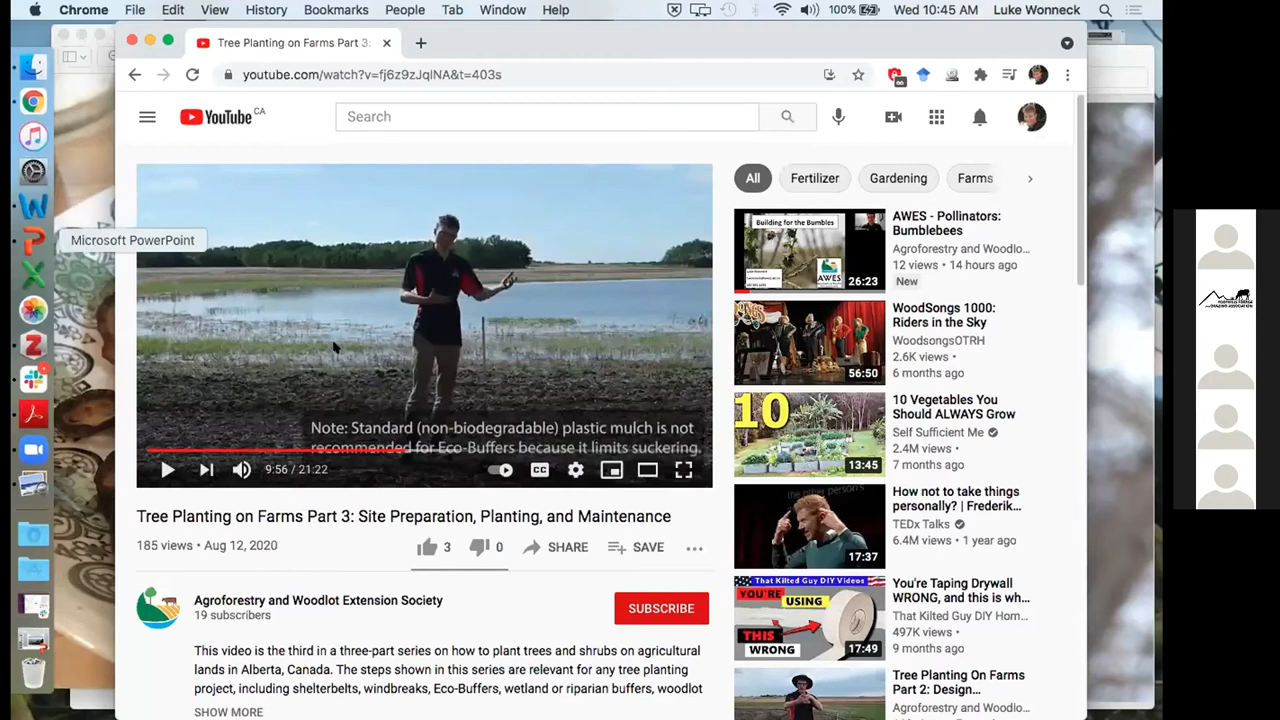 Chrome File Edit View History Bookmarks People Tab Window Help 100% Wed 10:45 AM Luke Wonneck
Tree Planting on Farms Part 3:
youtube.com/watch?v=fj6z9zJqlNA&t=403s
YouTube CA
Search
All Fertilizer Gardening Farms
Microsoft PowerPoint
Note: Standard (non-biodegradable) plastic mulch is not
recommended for Eco-Buffers because it limits suckering.
9:56 / 21:22
CC
Tree Planting on Farms Part 3: Site Preparation, Planting, and Maintenance
185 views • Aug 12, 2020
3 0 SHARE SAVE
Agroforestry and Woodlot Extension Society
19 subscribers
SUBSCRIBE
This video is the third in a three-part series on how to plant trees and shrubs on agricultural
lands in Alberta, Canada. The steps shown in this series are relevant for any tree planting
project, including shelterbelts, windbreaks, Eco-Buffers, wetland or riparian buffers, woodlot
SHOW MORE
Building for the Bumbles
AWES
26:23
AWES - Pollinators:
Bumblebees
Agroforestry and Woodlo...
12 views • 14 hours ago
New
56:50
WoodSongs 1000:
Riders in the Sky
WoodsongsOTRH
2.6K views •
6 months ago
10
13:45
10 Vegetables You
Should ALWAYS Grow
Self Sufficient Me
2.4M views •
7 months ago
the other person's
17:37
How not to take things
personally? | Frederik...
TEDx Talks
6.4M views • 1 year ago
That Kilted Guy DIY Videos
YOU'RE USING
THIS
WRONG
17:49
You're Taping Drywall
WRONG, and this is wh...
That Kilted Guy DIY Hom...
497K views •
9 months ago
Tree Planting On Farms
Part 2: Design...
Agroforestry and Woodlo...
208 views •
FOOTHILLS FORAGE
AND GRAZING ASSOCIATION